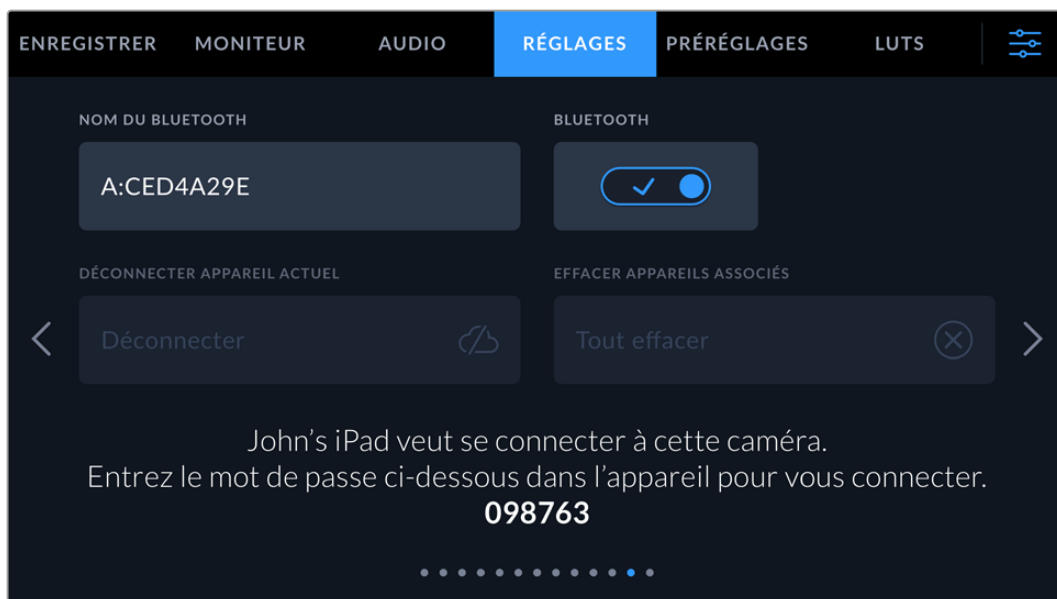 ENREGISTRER MONITEUR AUDIO RÉGLAGES PRÉRÉGLAGES LUTS
NOM DU BLUETOOTH BLUETOOTH
A:CED4A29E
DÉCONNECTER APPAREIL ACTUEL EFFACER APPAREILS ASSOCIÉS
Déconnecter Tout effacer
John’s iPad veut se connecter à cette caméra.
Entrez le mot de passe ci-dessous dans l’appareil pour vous connecter.
098763